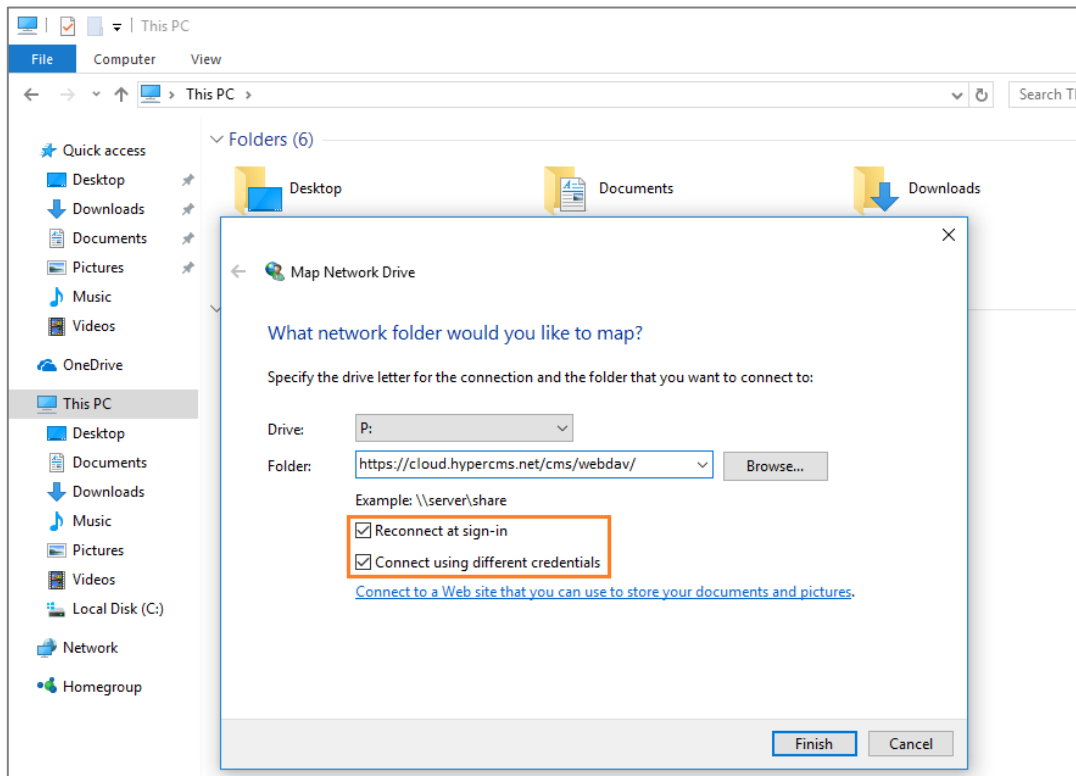 This PC
File Computer View
This PC
Search T
Quick access
Desktop
Downloads
Documents
Pictures
Music
Videos
OneDrive
This PC
Desktop
Documents
Downloads
Music
Pictures
Videos
Local Disk (C:)
Network
Homegroup
Folders (6)
Desktop Documents Downloads
Map Network Drive
What network folder would you like to map?
Specify the drive letter for the connection and the folder that you want to connect to:
Drive: P:
Folder: https://cloud.hypercms.net/cms/webdav/ Browse...
Example: \\server\share
Reconnect at sign-in
Connect using different credentials
Connect to a Web site that you can use to store your documents and pictures.
Finish Cancel